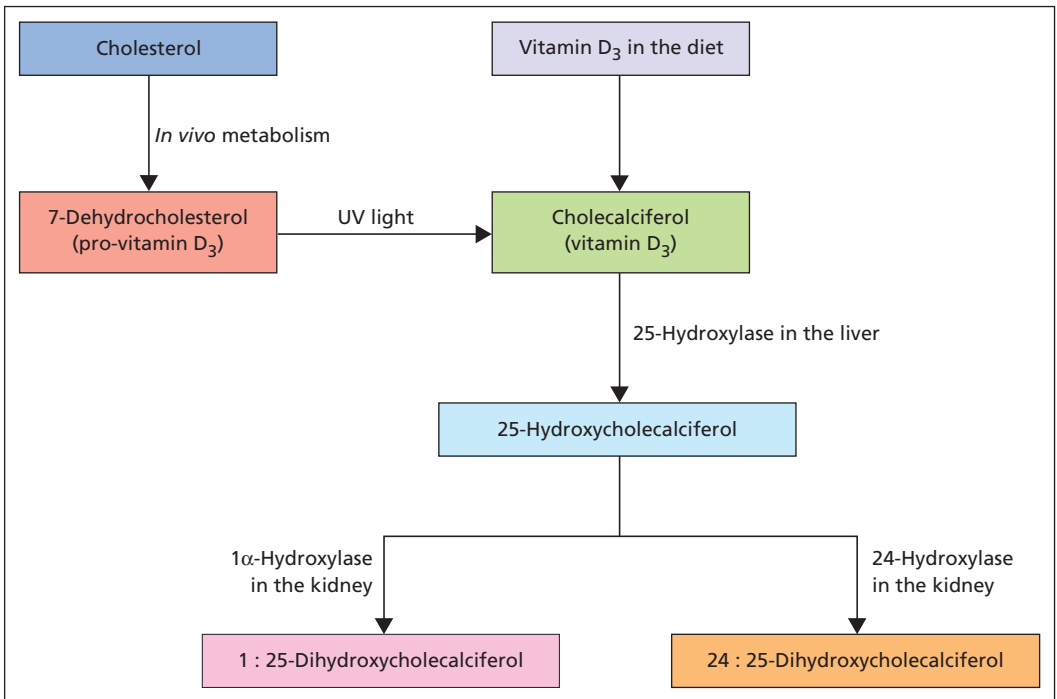 Cholesterol
Vitamin D₃ in the diet
In vivo metabolism
7-Dehydrocholesterol
(pro-vitamin D₃)
UV light
Cholecalciferol
(vitamin D₃)
25-Hydroxylase in the liver
25-Hydroxycholecalciferol
1α-Hydroxylase
in the kidney
24-Hydroxylase
in the kidney
1 : 25-Dihydroxycholecalciferol
24 : 25-Dihydroxycholecalciferol